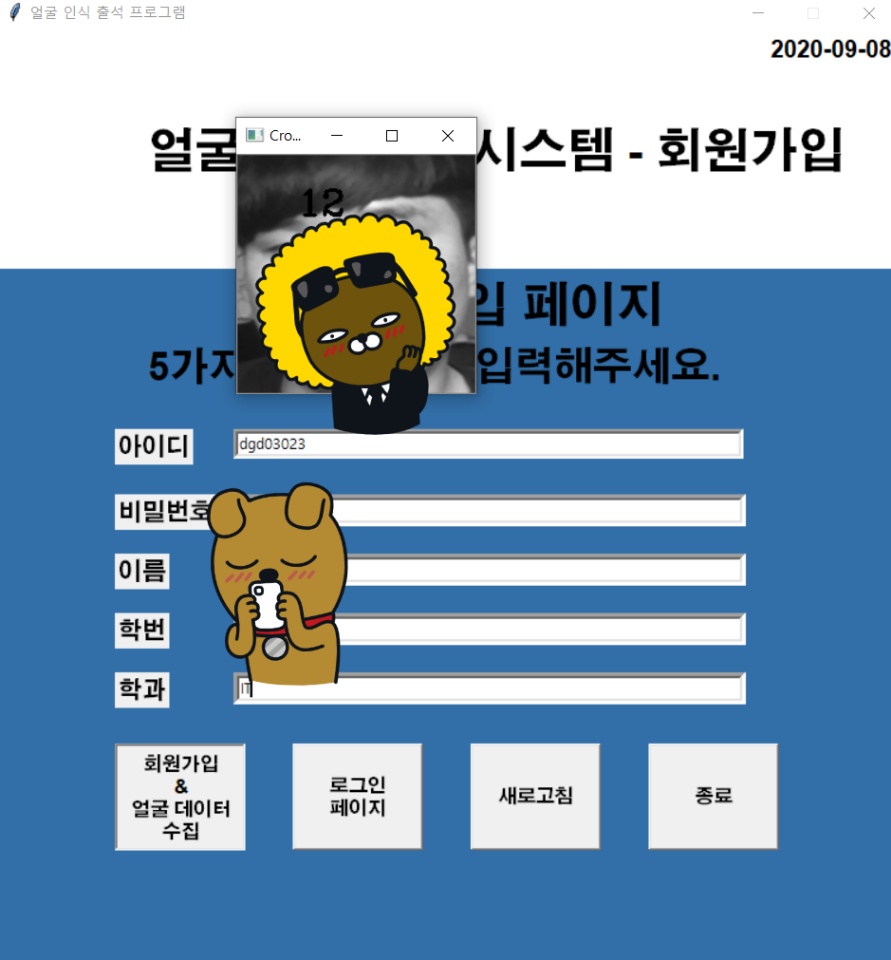 얼굴 인식 출석 프로그램
2020-09-08
Cro...
얼굴 시스템 - 회원가입
12
입 페이지
5가지 입력해주세요.
아이디
dgd03023
비밀번호
이름
학번
학과
IT
회원가입
&
얼굴 데이터
수집
로그인
페이지
새로고침
종료